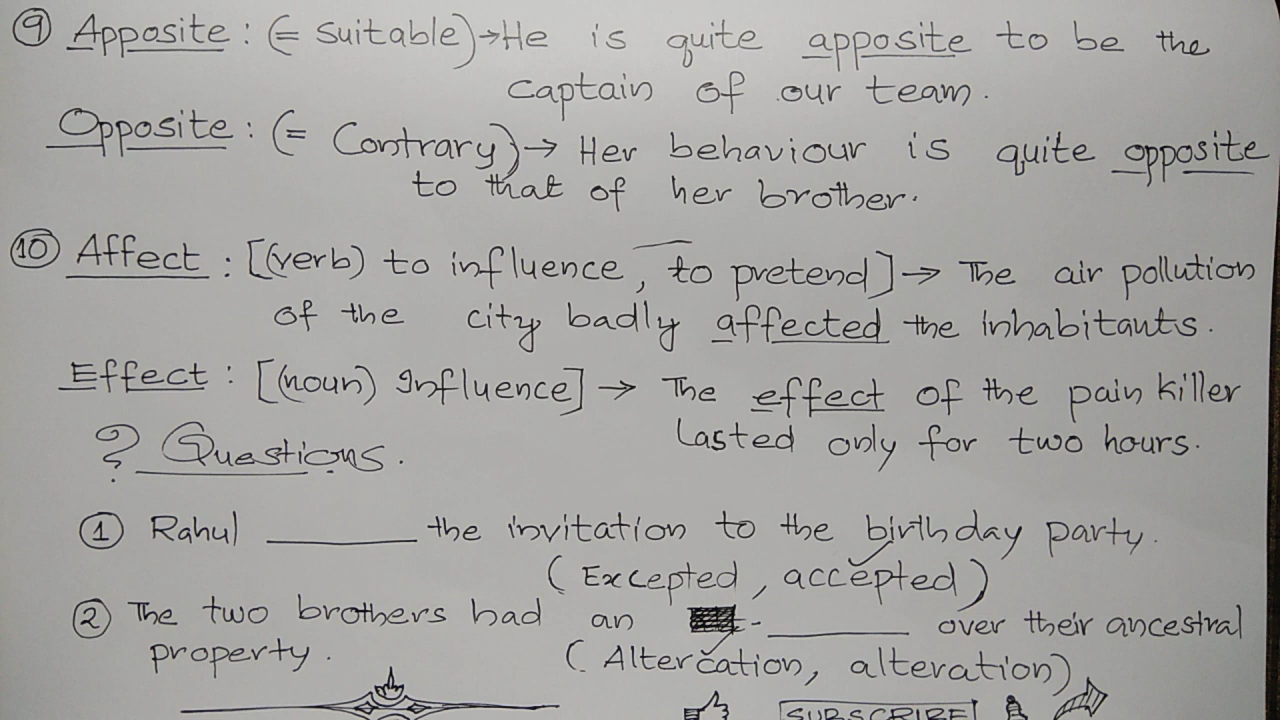 ⑨ Apposite : (= Suitable)→He is quite apposite to be the
captain of our team.
Opposite : (= Contrary)→ Her behaviour is quite opposite
to that of her brother.
⑩ Affect : [(verb) to influence, to pretend]→ The air pollution
of the city badly affected the inhabitants.
Effect : [(noun) Influence] → The effect of the pain killer
lasted only for two hours.
? Questions.
① Rahul ______ the invitation to the birthday party.
(Excepted, accepted)
② The two brothers had an - ______ over their ancestral
property.
(Altercation, alteration)
SUBSCRIBE